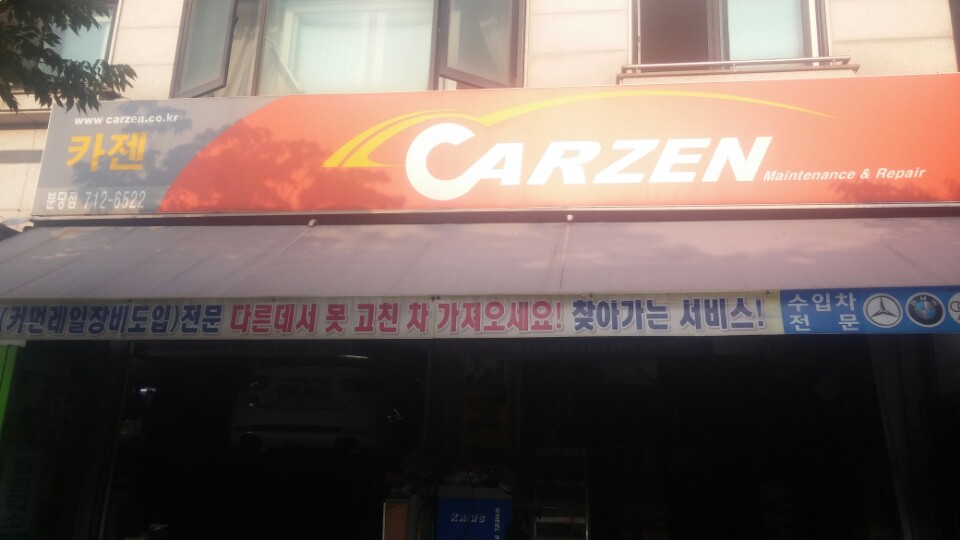 www carzen.co.kr
카젠
분당점 712-6522
CARZEN
Maintenance & Repair
(커먼레일장비도입)전문 다른데서 못 고친 차 가져오세요! 찾아가는 서비스!
수입차
전문